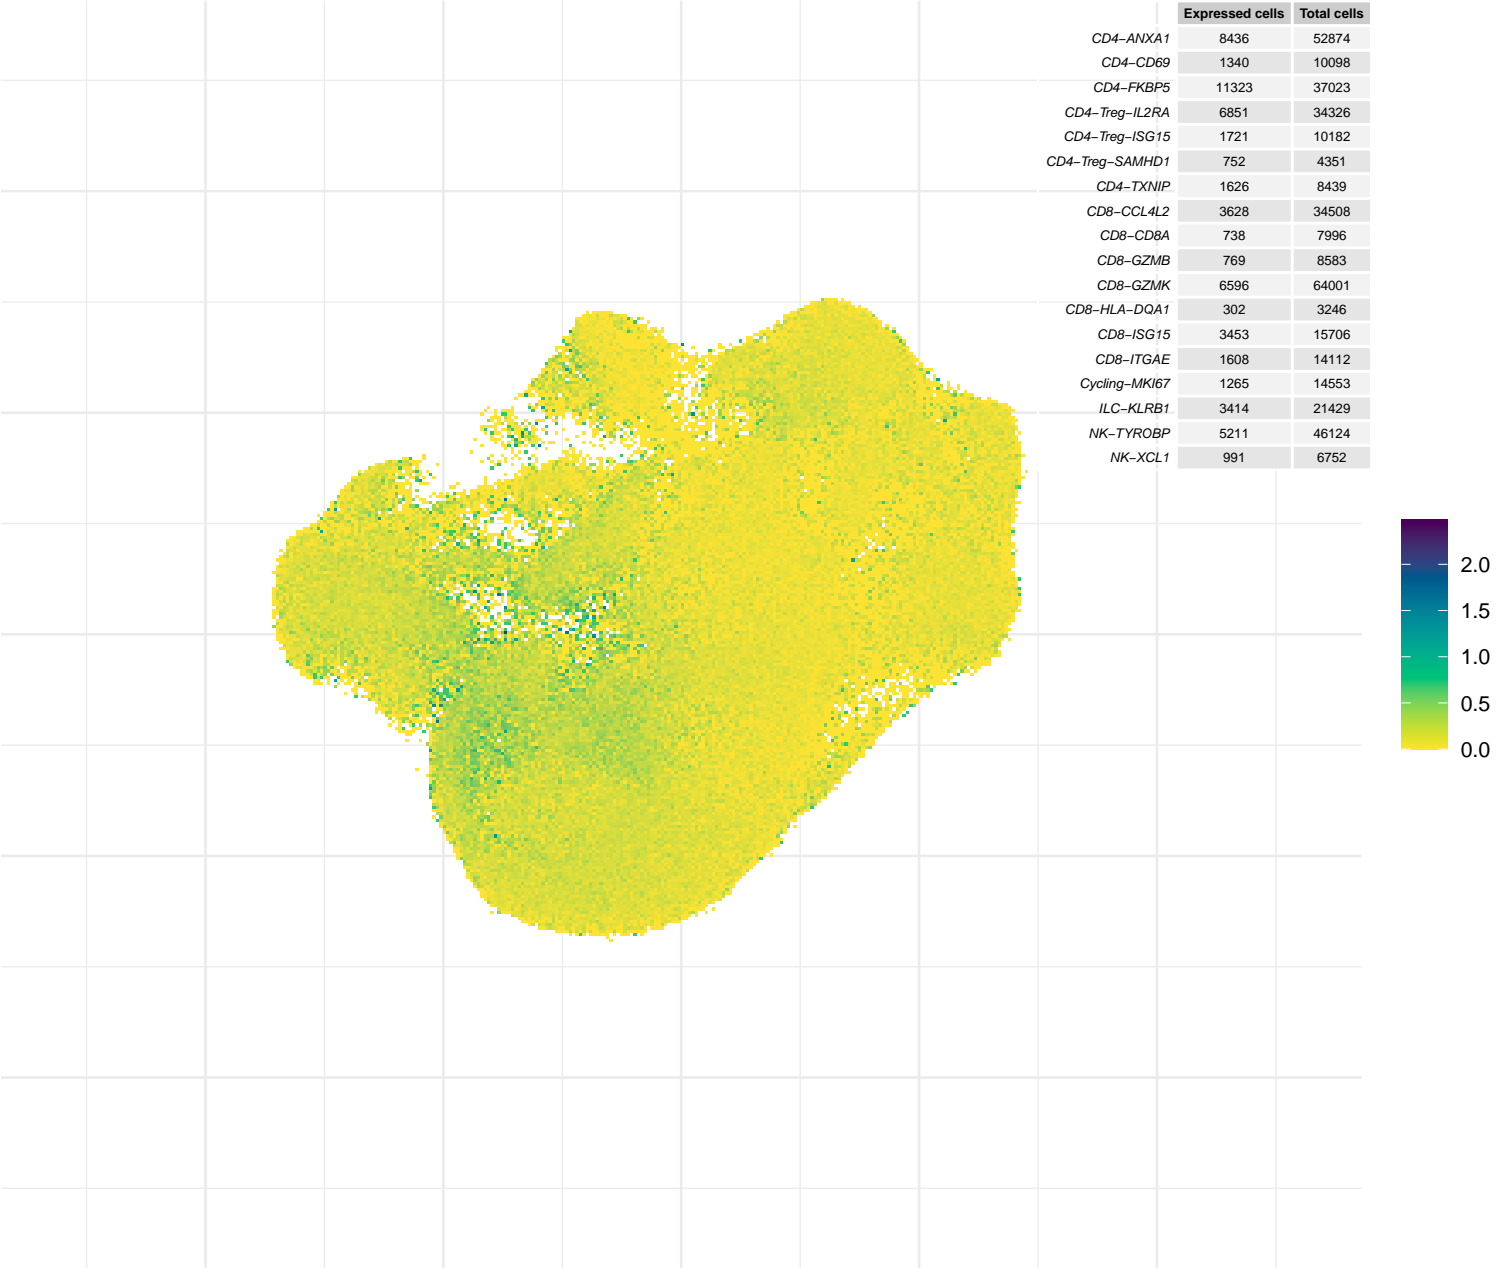 Expressed cells Total cells
CD4−ANXA1 8436 52874
CD4−CD69 1340 10098
CD4−FKBP5 11323 37023
CD4−Treg−IL2RA 6851 34326
CD4−Treg−ISG15 1721 10182
CD4−Treg−SAMHD1 752 4351
CD4−TXNIP 1626 8439
CD8−CCL4L2 3628 34508
CD8−CD8A 738 7996
CD8−GZMB 769 8583
CD8−GZMK 6596 64001
CD8−HLA−DQA1 302 3246
CD8−ISG15 3453 15706
CD8−ITGAE 1608 14112
Cycling−MKI67 1265 14553
ILC−KLRB1 3414 21429
NK−TYROBP 5211 46124
NK−XCL1 991 6752
2.0
1.5
1.0
0.5
0.0